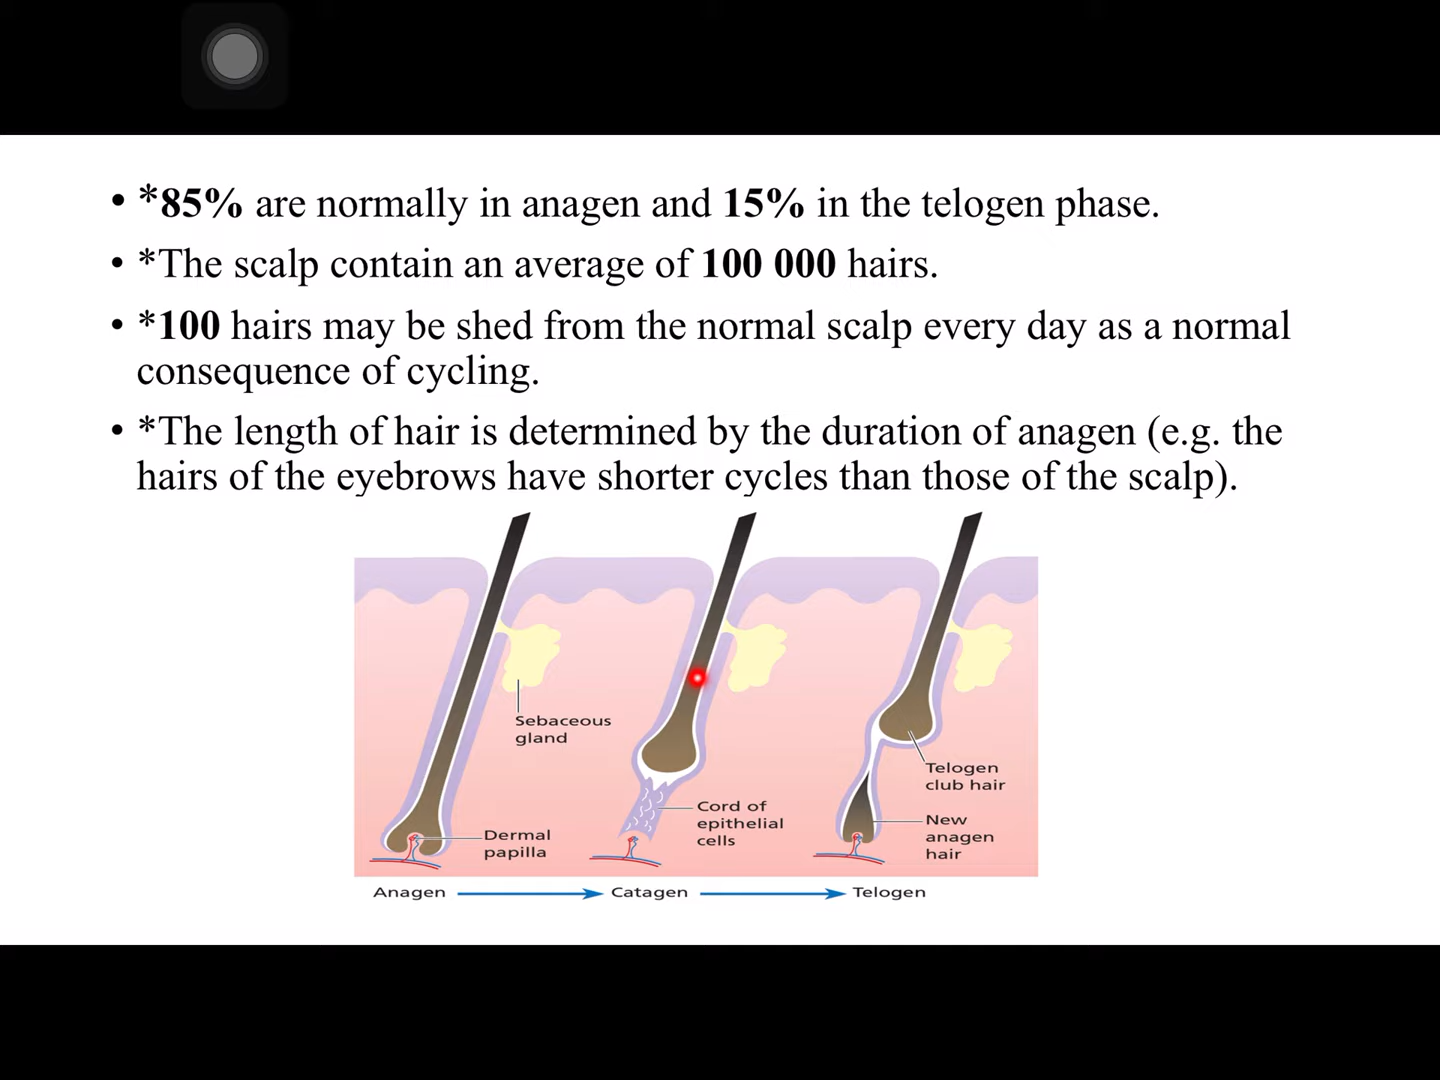 • *85% are normally in anagen and 15% in the telogen phase.
• *The scalp contain an average of 100 000 hairs.
• *100 hairs may be shed from the normal scalp every day as a normal
consequence of cycling.
• *The length of hair is determined by the duration of anagen (e.g. the
hairs of the eyebrows have shorter cycles than those of the scalp).
Sebaceous
gland
Dermal
papilla
Cord of
epithelial
cells
Telogen
club hair
New
anagen
hair
Anagen
Catagen
Telogen